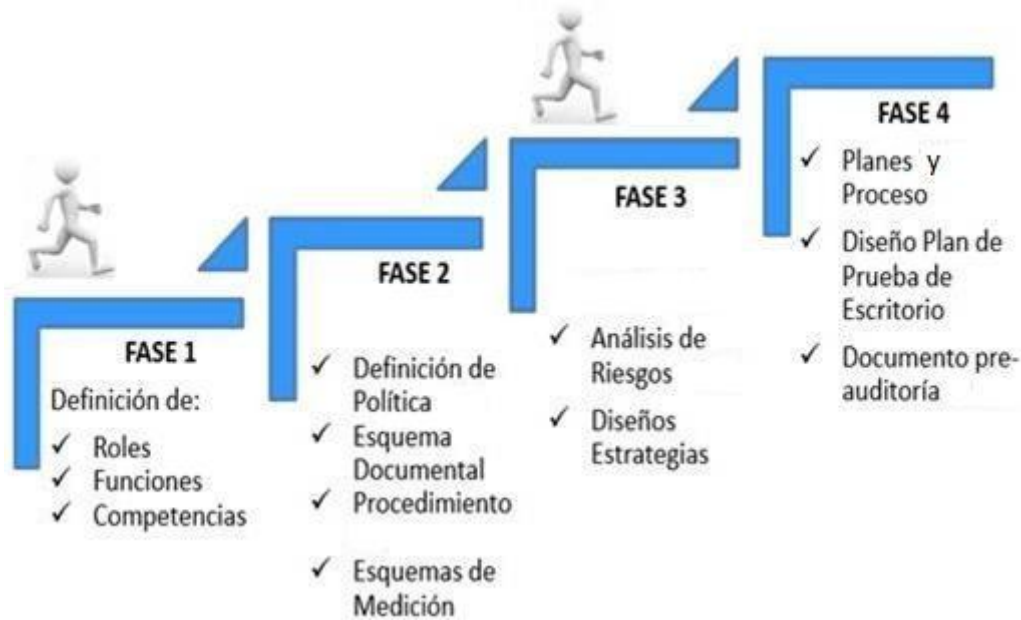 FASE 1
Definición de:
✓ Roles
✓ Funciones
✓ Competencias
FASE 2
✓ Definición de
Política
✓ Esquema
Documental
✓ Procedimiento
✓ Esquemas de
Medición
FASE 3
✓ Análisis de
Riesgos
✓ Diseños
Estrategias
FASE 4
✓ Planes y
Proceso
✓ Diseño Plan de
Prueba de
Escritorio
✓ Documento pre-
auditoría